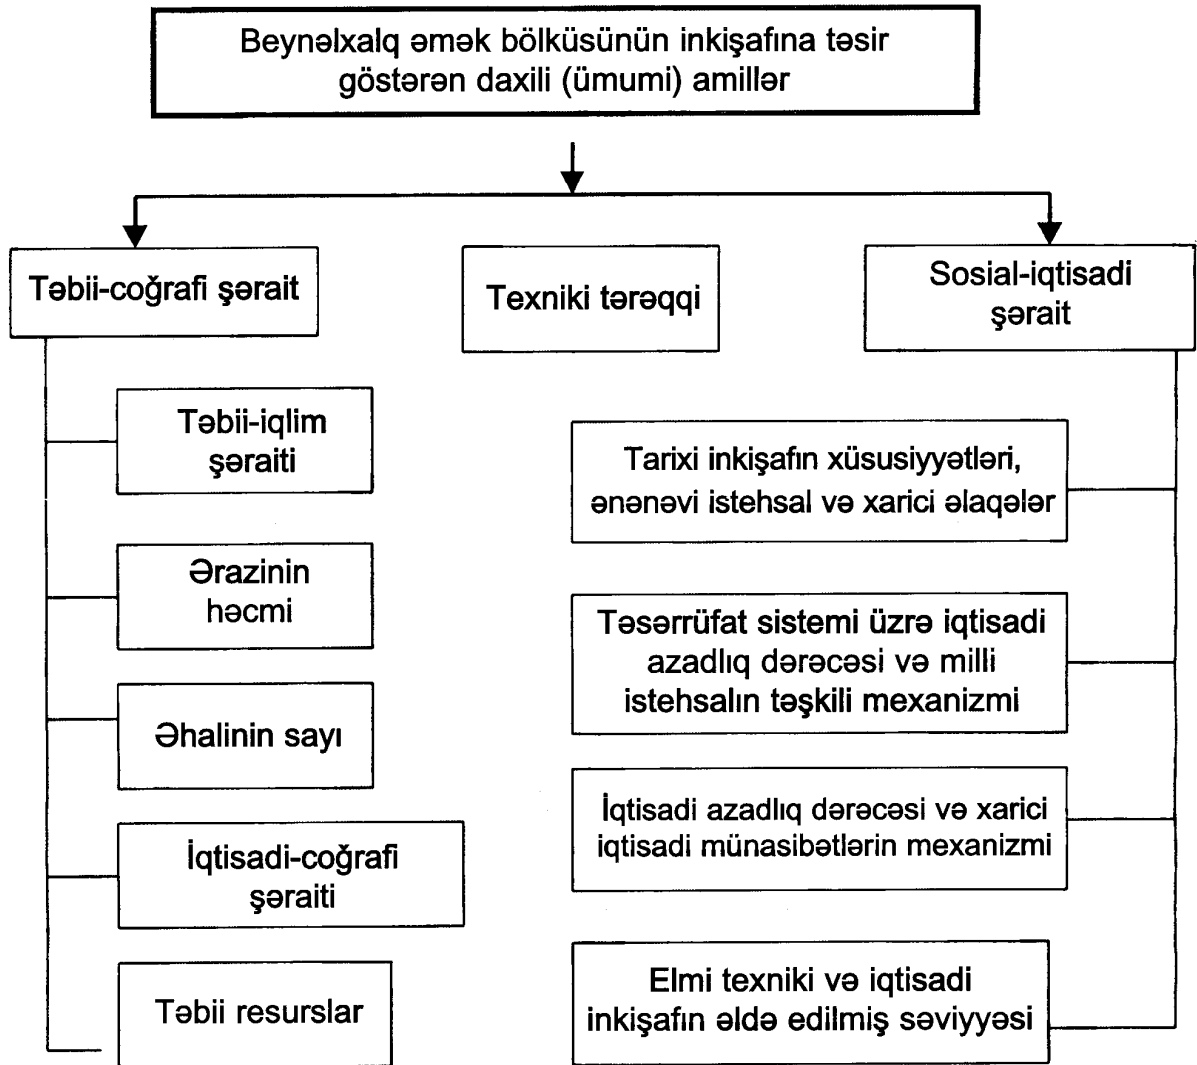 Beynəlxalq əmək bölküsünün inkişafına təsir
göstərən daxili (ümumi) amillər
Təbii-coğrafi şərait
Texniki tərəqqi
Sosial-iqtisadi
şərait
Təbii-iqlim
şəraiti
Ərazinin
həcmi
Əhalinin sayı
İqtisadi-coğrafi
şəraiti
Təbii resurslar
Tarixi inkişafın xüsusiyyətləri,
ənənəvi istehsal və xarici əlaqələr
Təsərrüfat sistemi üzrə iqtisadi
azadlıq dərəcəsi və milli
istehsalın təşkili mexanizmi
İqtisadi azadlıq dərəcəsi və xarici
iqtisadi münasibətlərin mexanizmi
Elmi texniki və iqtisadi
inkişafın əldə edilmiş səviyyəsi